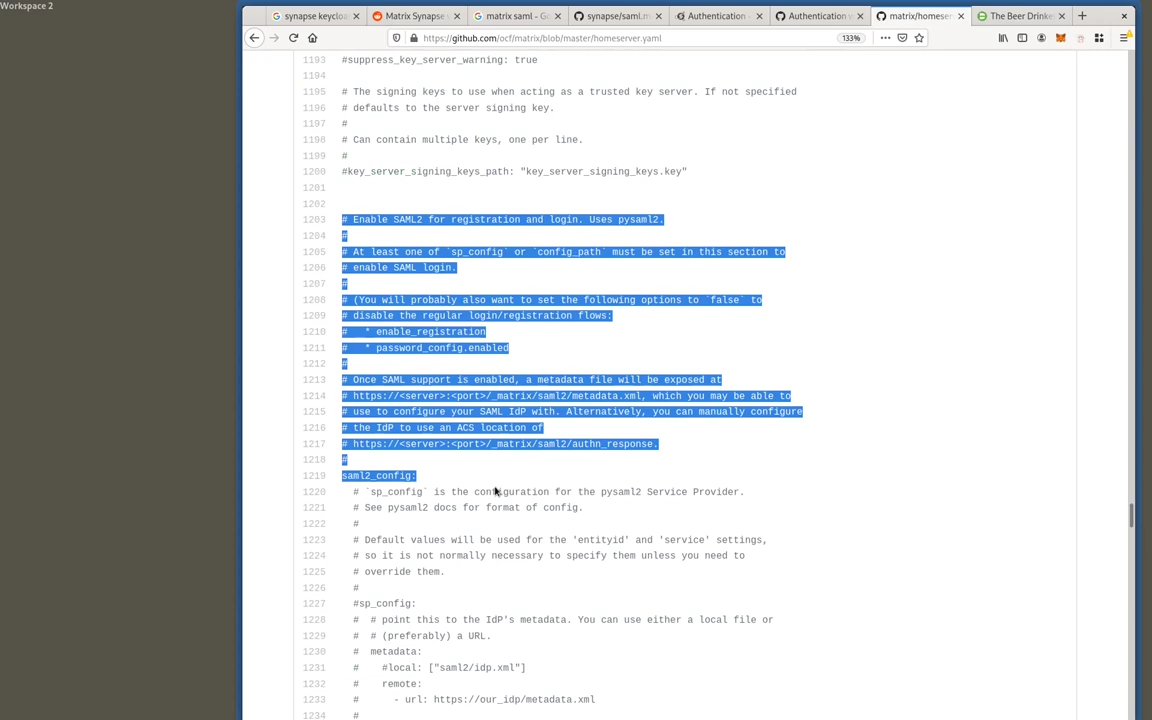 Workspace 2
synapse keycloa
Matrix Synapse
matrix saml - Go
synapse/saml.m
Authentication
Authentication
matrix/homeser
The Beer Drinke
https://github.com/ocf/matrix/blob/master/homeserver.yaml
133%
1193 #suppress_key_server_warning: true
1194
1195 # The signing keys to use when acting as a trusted key server. If not specified
1196 # defaults to the server signing key.
1197 #
1198 # Can contain multiple keys, one per line.
1199 #
1200 #key_server_signing_keys_path: "key_server_signing_keys.key"
1201
1202
1203 # Enable SAML2 for registration and login. Uses pysaml2.
1204 #
1205 # At least one of `sp_config` or `config_path` must be set in this section to
1206 # enable SAML login.
1207 #
1208 # (You will probably also want to set the following options to `false` to
1209 # disable the regular login/registration flows:
1210 #   * enable_registration
1211 #   * password_config.enabled
1212 #
1213 # Once SAML support is enabled, a metadata file will be exposed at
1214 # https://<server>:<port>/_matrix/saml2/metadata.xml, which you may be able to
1215 # use to configure your SAML IdP with. Alternatively, you can manually configure
1216 # the IdP to use an ACS location of
1217 # https://<server>:<port>/_matrix/saml2/authn_response.
1218 #
1219 saml2_config:
1220   # `sp_config` is the configuration for the pysaml2 Service Provider.
1221   # See pysaml2 docs for format of config.
1222   #
1223   # Default values will be used for the 'entityid' and 'service' settings,
1224   # so it is not normally necessary to specify them unless you need to
1225   # override them.
1226   #
1227   #sp_config:
1228   #  # point this to the IdP's metadata. You can use either a local file or
1229   #  # (preferably) a URL.
1230   #  metadata:
1231   #    #local: ["saml2/idp.xml"]
1232   #    remote:
1233   #      - url: https://our_idp/metadata.xml
1234   #